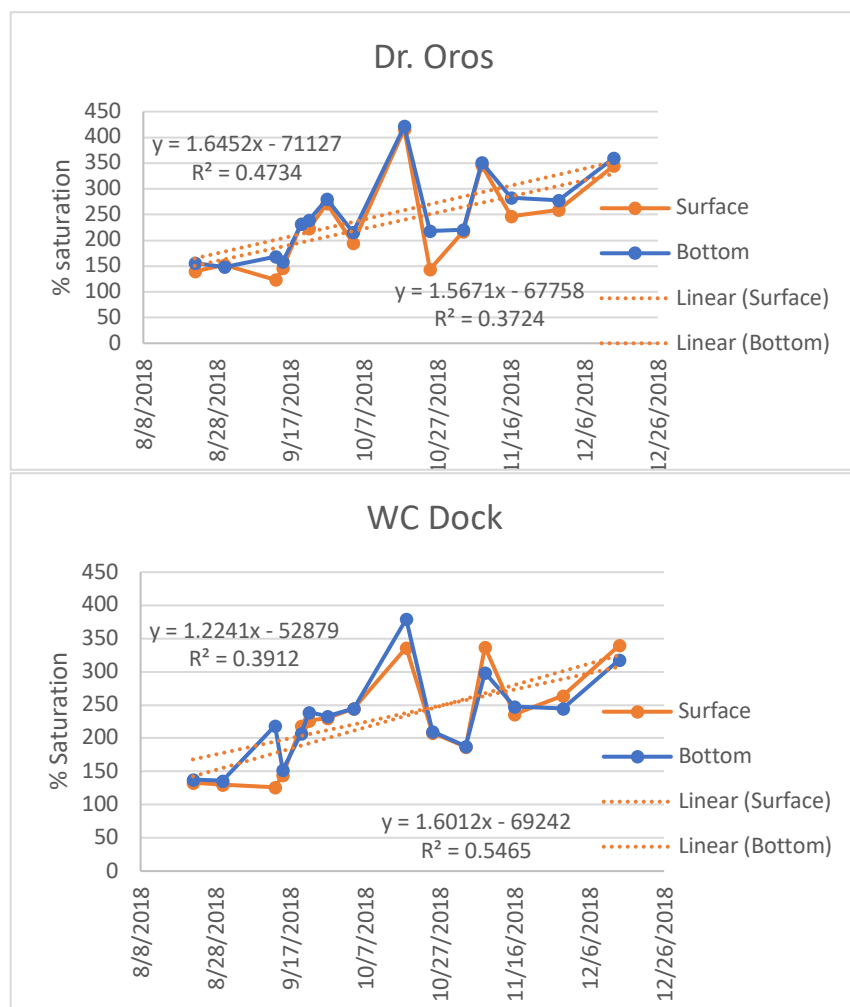 Dr. Oros
% saturation
450
400
350
300
250
200
150
100
50
0
y = 1.6452x - 71127
R² = 0.4734
y = 1.5671x - 67758
R² = 0.3724
Surface
Bottom
Linear (Surface)
Linear (Bottom)
8/8/2018
8/28/2018
9/17/2018
10/7/2018
10/27/2018
11/16/2018
12/6/2018
12/26/2018
WC Dock
% Saturation
450
400
350
300
250
200
150
100
50
0
y = 1.2241x - 52879
R² = 0.3912
y = 1.6012x - 69242
R² = 0.5465
Surface
Bottom
Linear (Surface)
Linear (Bottom)
8/8/2018
8/28/2018
9/17/2018
10/7/2018
10/27/2018
11/16/2018
12/6/2018
12/26/2018